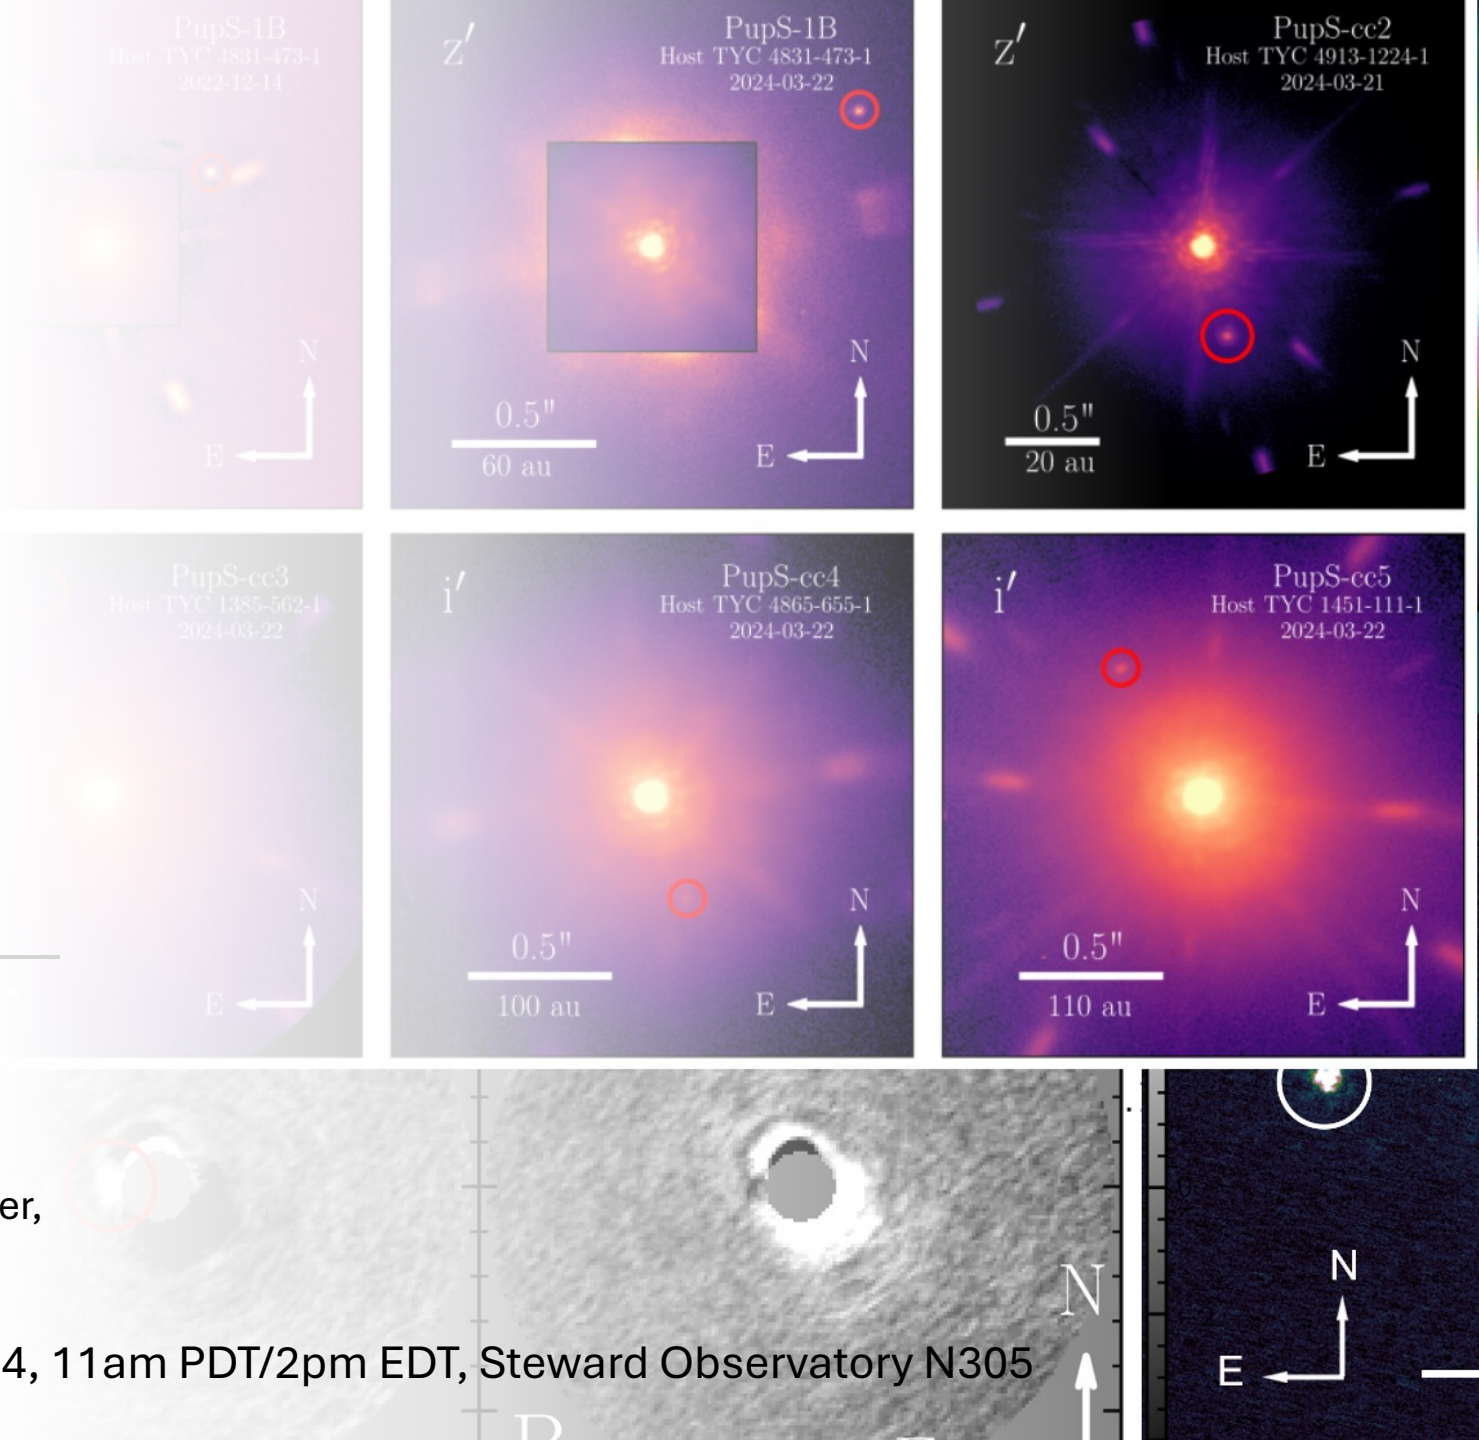 PupS-1B
Host TYC 4831-473-1
2022-12-14
N
E
z′
PupS-1B
Host TYC 4831-473-1
2024-03-22
0.5"
60 au
N
E
z′
PupS-cc2
Host TYC 4913-1224-1
2024-03-21
0.5"
20 au
N
E
PupS-cc3
Host TYC 1385-562-1
2024-03-22
N
E
i′
PupS-cc4
Host TYC 4865-655-1
2024-03-22
0.5"
100 au
N
E
i′
PupS-cc5
Host TYC 1451-111-1
2024-03-22
0.5"
110 au
N
E
er,
N
N
E
4, 11am PDT/2pm EDT, Steward Observatory N305